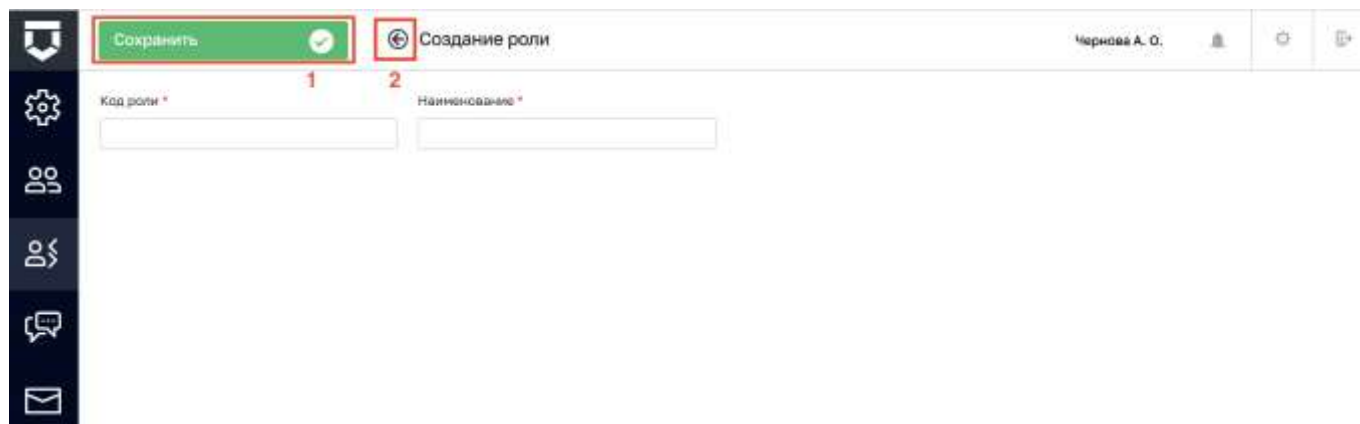 Сохранить
Создание роли
Чернова А. О.
1
2
Код роли *
Наименование *